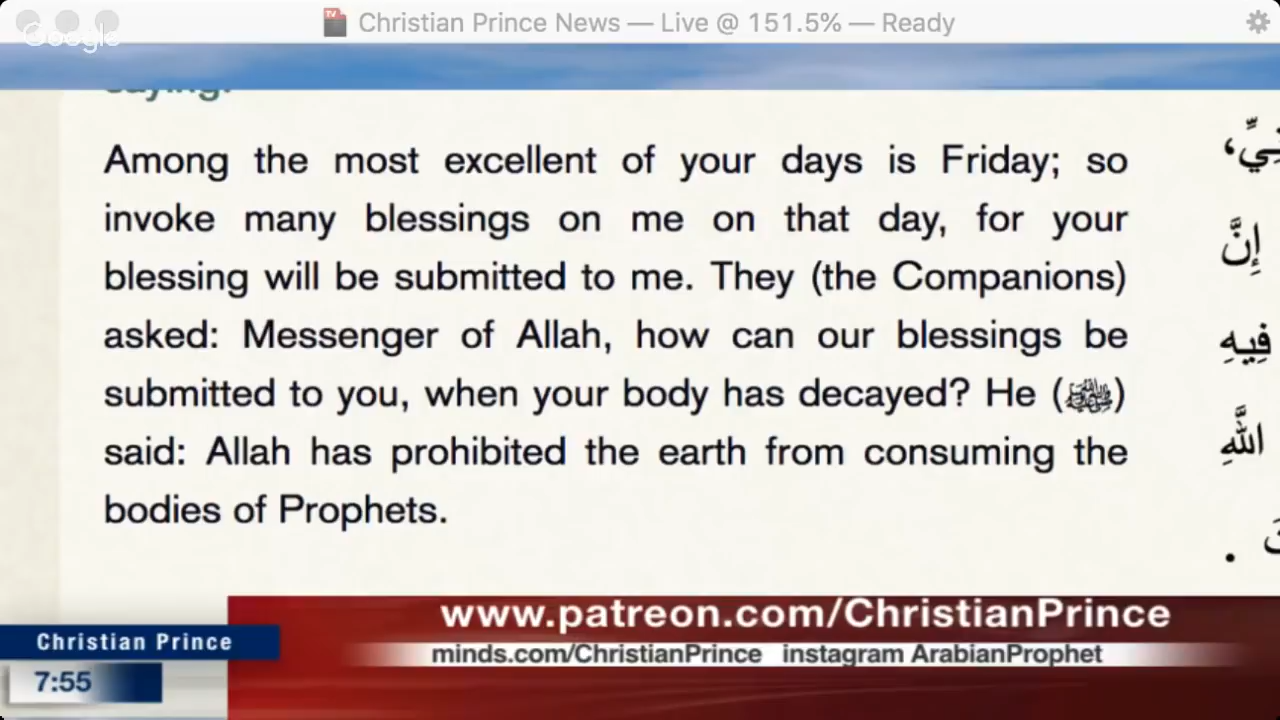 Christian Prince News — Live @ 151.5% — Ready
Google
saying:
Among the most excellent of your days is Friday; so
invoke many blessings on me on that day, for your
blessing will be submitted to me. They (the Companions)
asked: Messenger of Allah, how can our blessings be
submitted to you, when your body has decayed? He (ﷺ)
said: Allah has prohibited the earth from consuming the
bodies of Prophets.
إِنَّ
فِيهِ
اللَّهِ
www.patreon.com/ChristianPrince
Christian Prince
minds.com/ChristianPrince instagram ArabianProphet
7:55